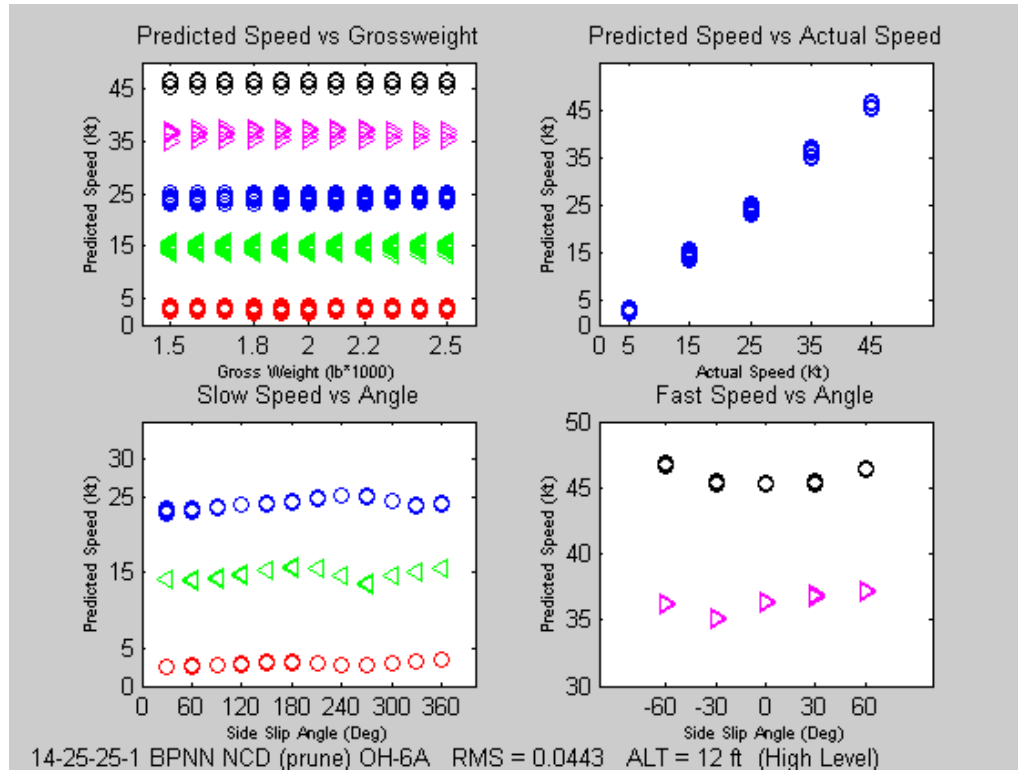 Predicted Speed vs Grossweight
Predicted Speed (Kt)
45
35
25
15
5
0
1.5 1.8 2 2.2 2.5
Gross Weight (lb*1000)
Predicted Speed vs Actual Speed
Predicted Speed (Kt)
45
35
25
15
5
0
0 5 15 25 35 45
Actual Speed (Kt)
Slow Speed vs Angle
Predicted Speed (Kt)
30
25
15
5
0
0 60 120 180 240 300 360
Side Slip Angle (Deg)
Fast Speed vs Angle
Predicted Speed (Kt)
50
45
40
35
30
-60 -30 0 30 60
Side Slip Angle (Deg)
14-25-25-1 BPNN NCD (prune) OH-6A RMS = 0.0443 ALT = 12 ft (High Level)